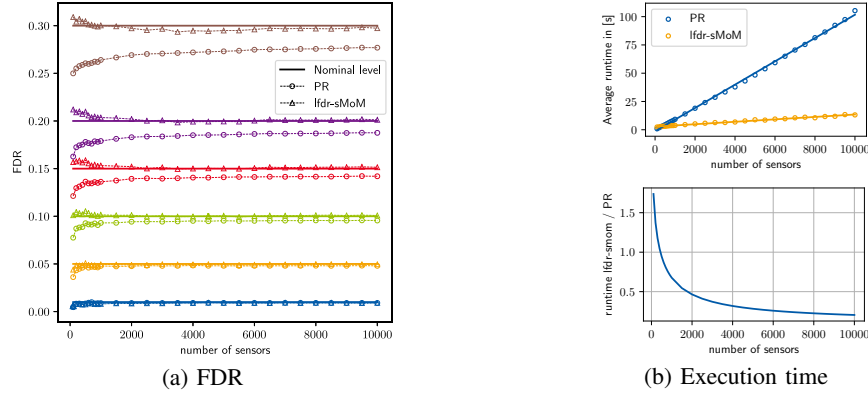 0.30
0.25
0.20
0.15
0.10
0.05
0.00
FDR
Nominal level
PR
lfdr-sMoM
0 2000 4000 6000 8000 10000
number of sensors
(a) FDR
100
75
50
25
0
Average runtime in [s]
PR
lfdr-sMoM
0 2000 4000 6000 8000 10000
number of sensors
1.5
1.0
0.5
runtime lfdr-smom / PR
0 2000 4000 6000 8000 10000
number of sensors
(b) Execution time